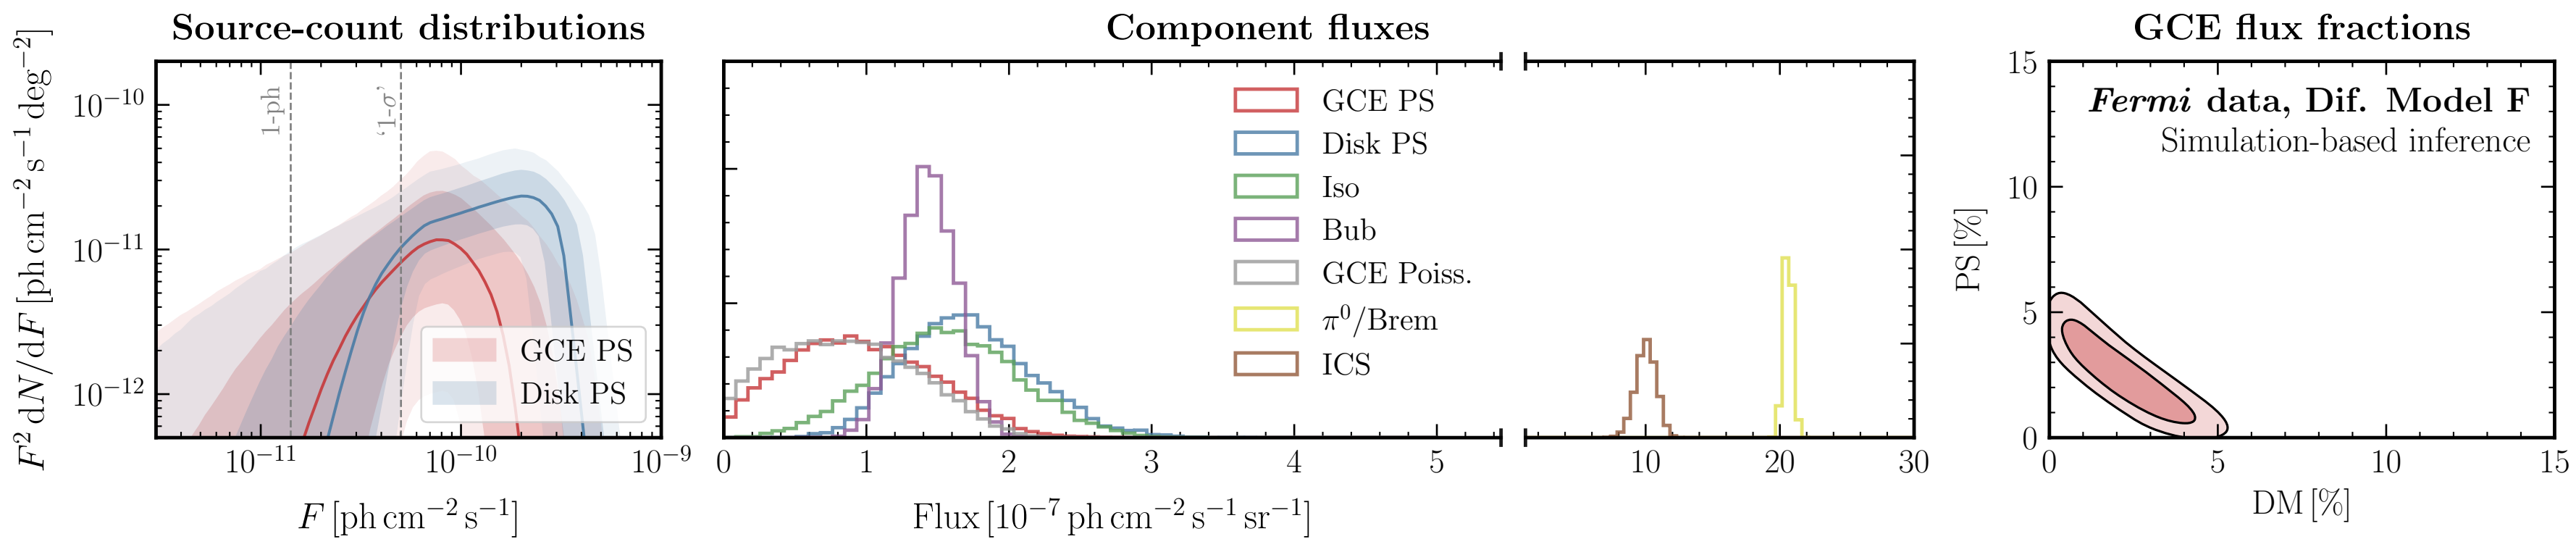 Source-count distributions
F² dN/dF [ph cm⁻² s⁻¹ deg⁻²]
10⁻¹⁰
10⁻¹¹
10⁻¹²
1-ph
‘1-σ’
GCE PS
Disk PS
10⁻¹¹ 10⁻¹⁰ 10⁻⁹
F [ph cm⁻² s⁻¹]
Component fluxes
GCE PS
Disk PS
Iso
Bub
GCE Poiss.
π⁰/Brem
ICS
0 1 2 3 4 5 10 20 30
Flux [10⁻⁷ ph cm⁻² s⁻¹ sr⁻¹]
GCE flux fractions
Fermi data, Dif. Model F
Simulation-based inference
PS [%]
15
10
5
0
0 5 10 15
DM [%]